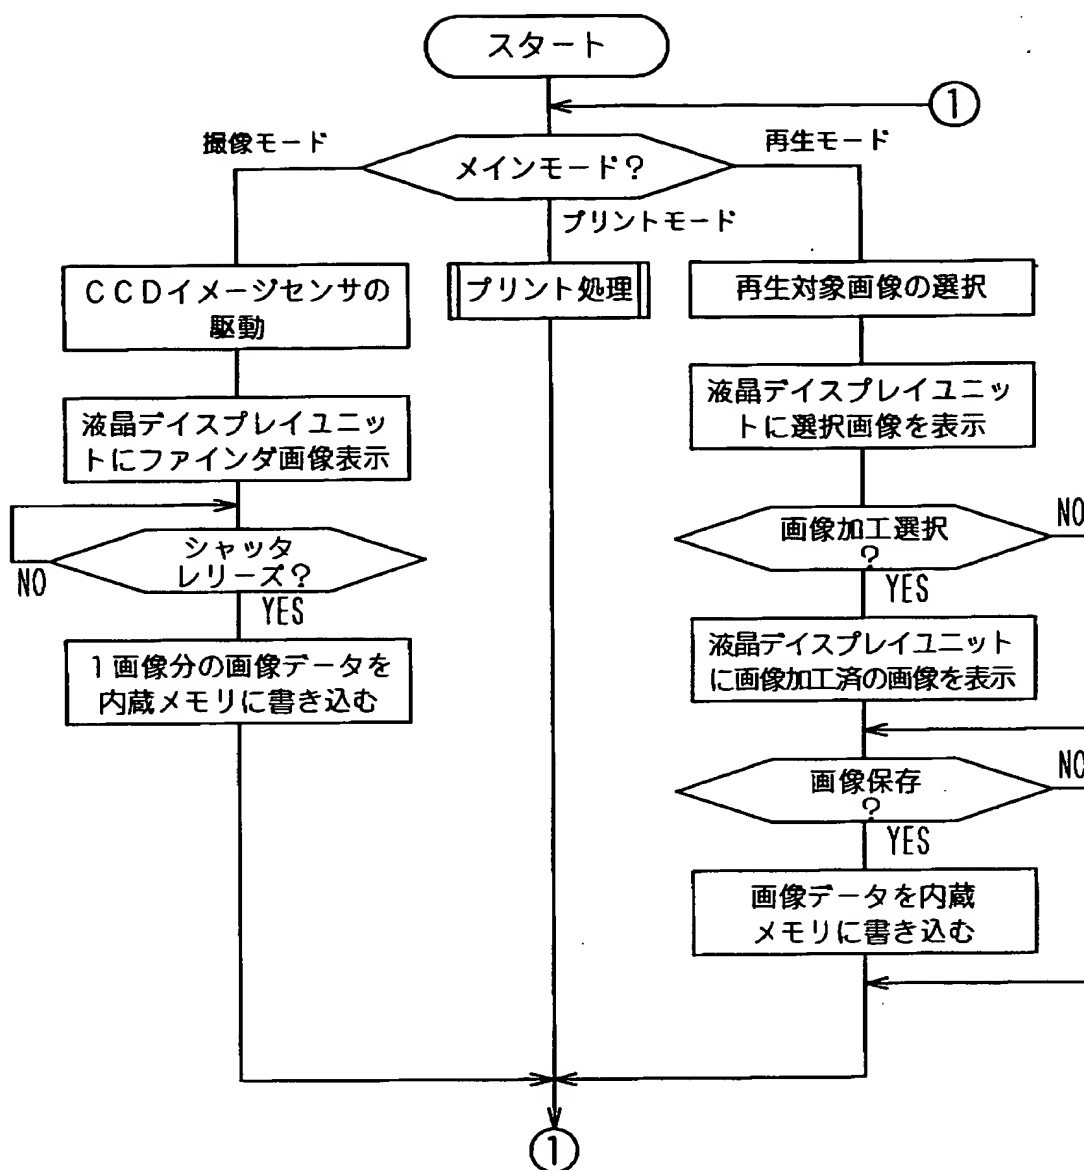 スタート
①
撮像モード
再生モード
メインモード?
プリントモード
CCDイメージセンサの
駆動
プリント処理
再生対象画像の選択
液晶デイスプレイユニッ
トにファインダ画像表示
液晶デイスプレイユニッ
トに選択画像を表示
シャッタ
レリーズ?
NO
YES
画像加工選択
?
NO
YES
1画像分の画像データを
内蔵メモリに書き込む
液晶デイスプレイユニット
に画像加工済の画像を表示
画像保存
?
NO
YES
画像データを内蔵
メモリに書き込む
①